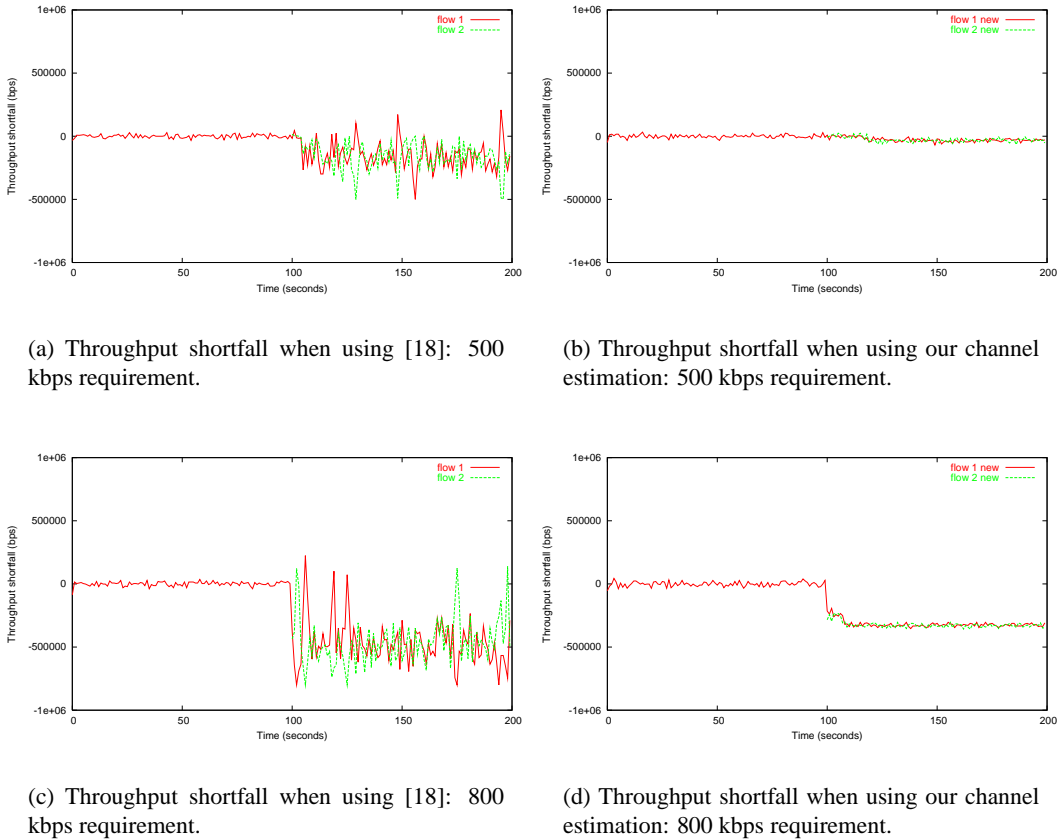 1e+06
500000
0
-500000
-1e+06
0
50
100
150
200
Throughput shortfall (bps)
Time (seconds)
flow 1
flow 2
1e+06
500000
0
-500000
-1e+06
0
50
100
150
200
Throughput shortfall (bps)
Time (seconds)
flow 1 new
flow 2 new
(a) Throughput shortfall when using [18]: 500
kbps requirement.
(b) Throughput shortfall when using our channel
estimation: 500 kbps requirement.
1e+06
500000
0
-500000
-1e+06
0
50
100
150
200
Throughput shortfall (bps)
Time (seconds)
flow 1
flow 2
1e+06
500000
0
-500000
-1e+06
0
50
100
150
200
Throughput shortfall (bps)
Time (seconds)
flow 1 new
flow 2 new
(c) Throughput shortfall when using [18]: 800
kbps requirement.
(d) Throughput shortfall when using our channel
estimation: 800 kbps requirement.